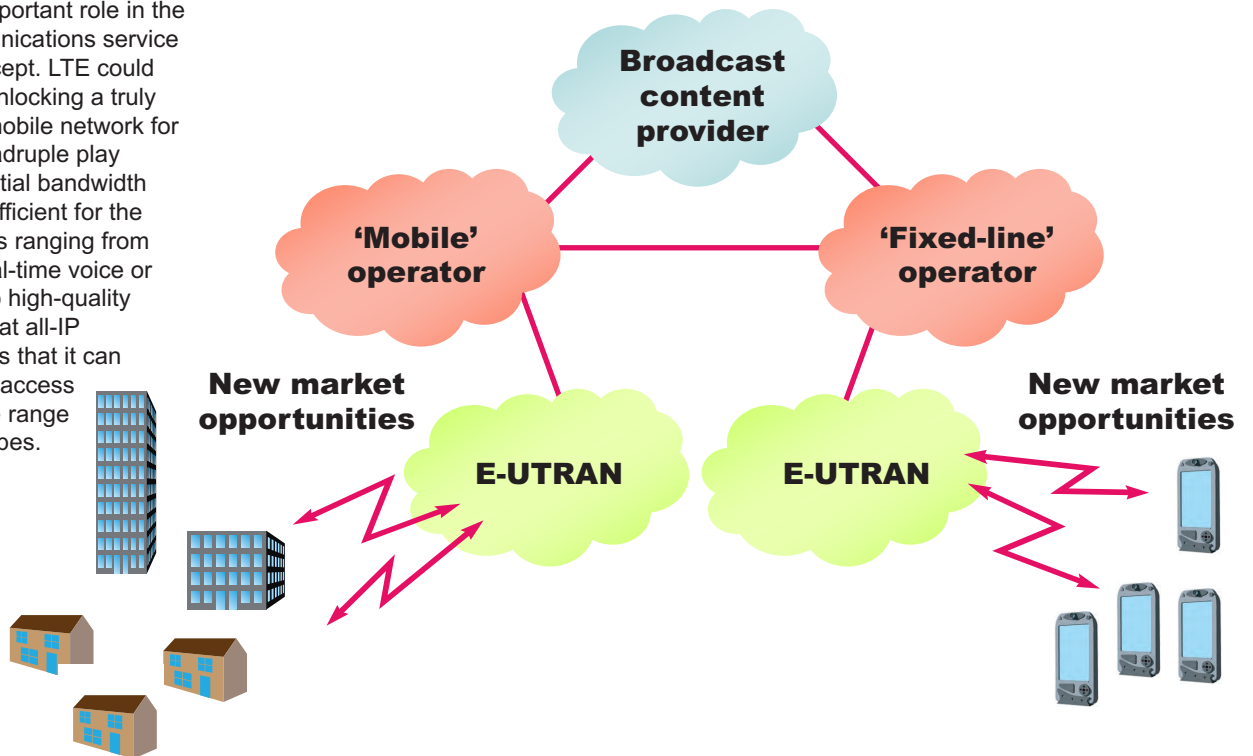 portant role in the
nications service
cept. LTE could
nlocking a truly
obile network for
adruple play
tial bandwidth
fficient for the
s ranging from
al-time voice or
o high-quality
at all-IP
s that it can
access
e range
pes.
Broadcast
content
provider
‘Mobile’
operator
‘Fixed-line’
operator
New market
opportunities
New market
opportunities
E-UTRAN
E-UTRAN